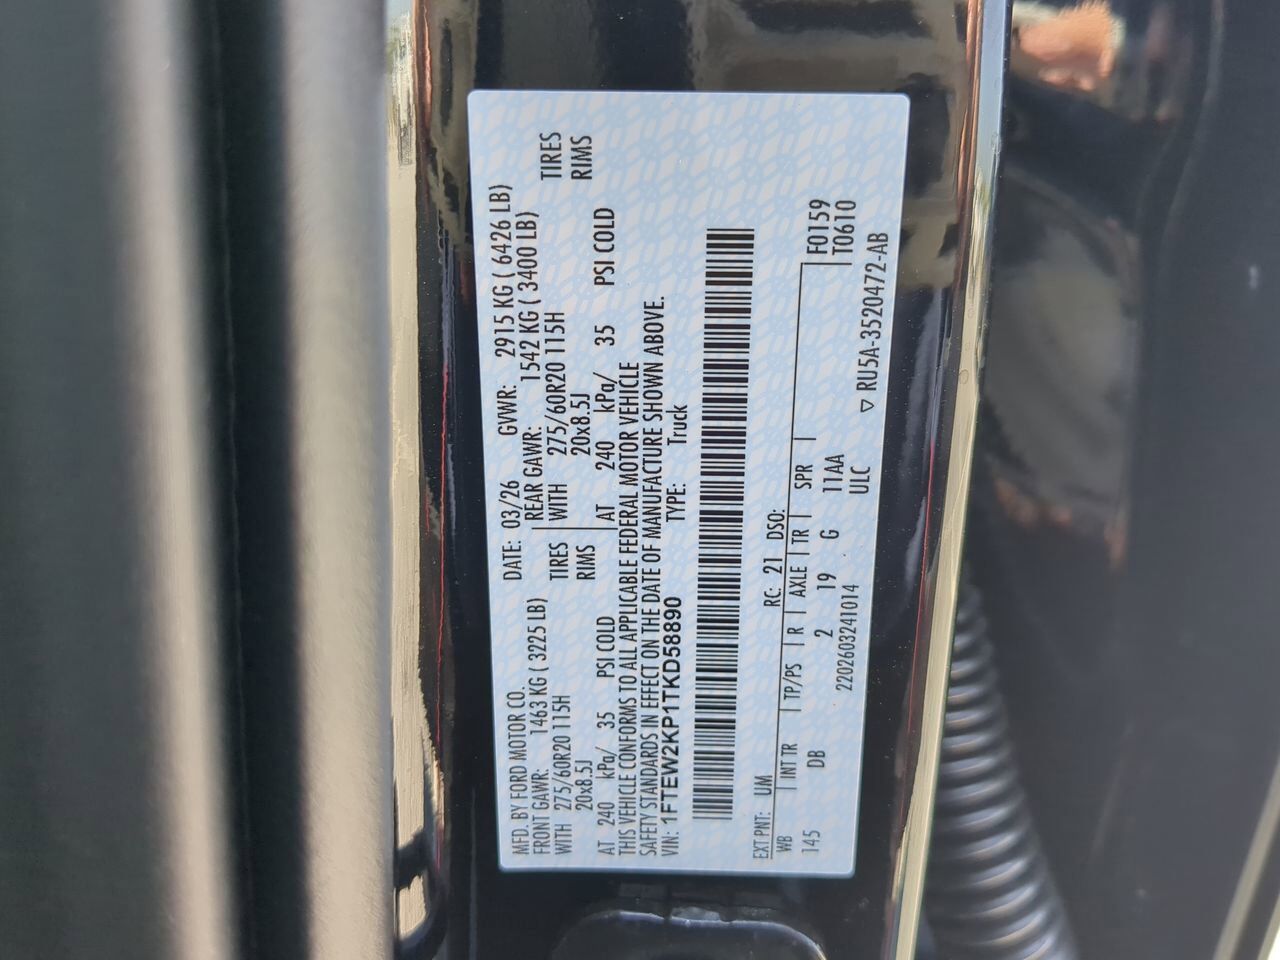 MFD. BY FORD MOTOR CO. DATE: 03/26 GVWR: 2915 KG ( 6426 LB)
FRONT GAWR: 1463 KG ( 3225 LB) REAR GAWR: 1542 KG ( 3400 LB)
WITH 275/60R20 115H TIRES WITH 275/60R20 115H TIRES
20x8.5J RIMS 20x8.5J RIMS
AT 240 kPa/ 35 PSI COLD AT 240 kPa/ 35 PSI COLD
THIS VEHICLE CONFORMS TO ALL APPLICABLE FEDERAL MOTOR VEHICLE
SAFETY STANDARDS IN EFFECT ON THE DATE OF MANUFACTURE SHOWN ABOVE.
VIN: 1FTEW2KP1TKD58890 TYPE: Truck
EXT PNT: UM RC: 21 DSO:
WB INT TR TP/PS R AXLE TR SPR F0159
145 DB 2 19 G 11AA T0610
2202603241014 ULC
▽ RU5A-3520472-AB